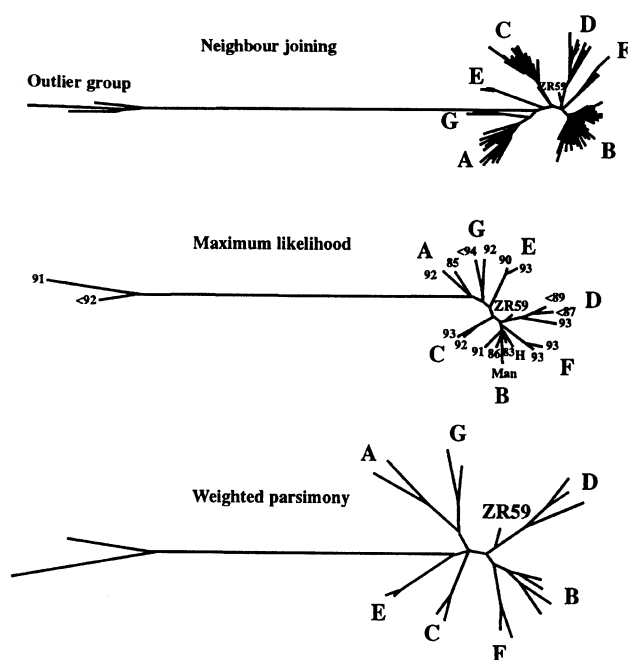 Neighbour joining
Outlier group
C
D
F
E
ZR59
G
A
B
Maximum likelihood
A
G
E
92
85
<94
92
90
93
91
<92
ZR59
<89
<87
93
D
93
92
C
91
86
83
H
Man
93
93
F
B
Weighted parsimony
A
G
D
ZR59
E
C
F
B